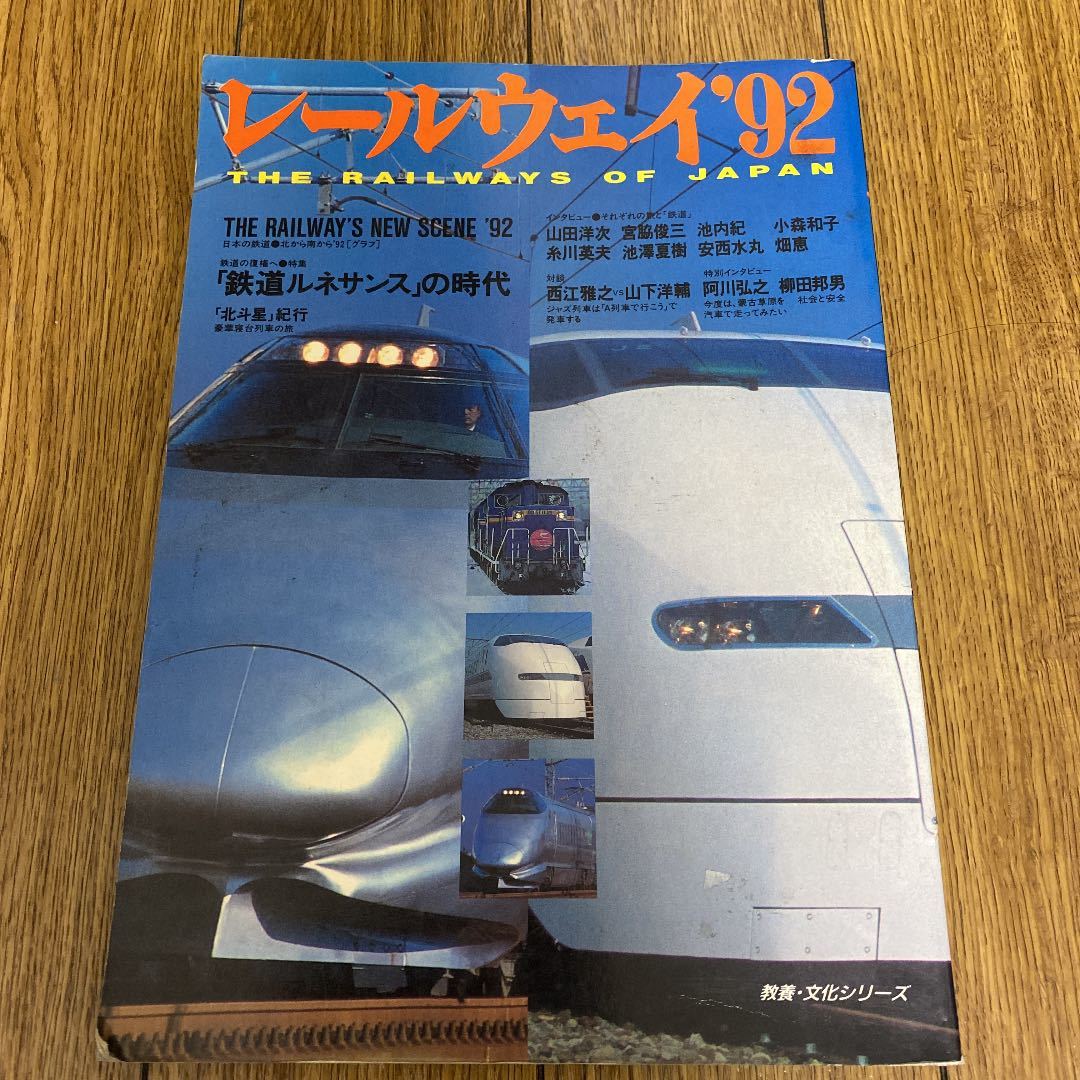 レールウェイ'92
THE RAILWAYS OF JAPAN
THE RAILWAY'S NEW SCENE '92
日本の鉄道●北から南から'92[グラフ]
鉄道の復権へ●特集
「鉄道ルネサンス」の時代
「北斗星」紀行
豪華寝台列車の旅
インタビュー●それぞれの旅と「鉄道」
山田洋次 宮脇俊三 池内紀 小森和子
糸川英夫 池澤夏樹 安西水丸 畑恵
対談
西江雅之vs山下洋輔
ジャズ列車は「A列車で行こう」で
発車する
特別インタビュー
阿川弘之 柳田邦男
今度は、蒙古草原を 社会と安全
汽車で走ってみたい
教養・文化シリーズ